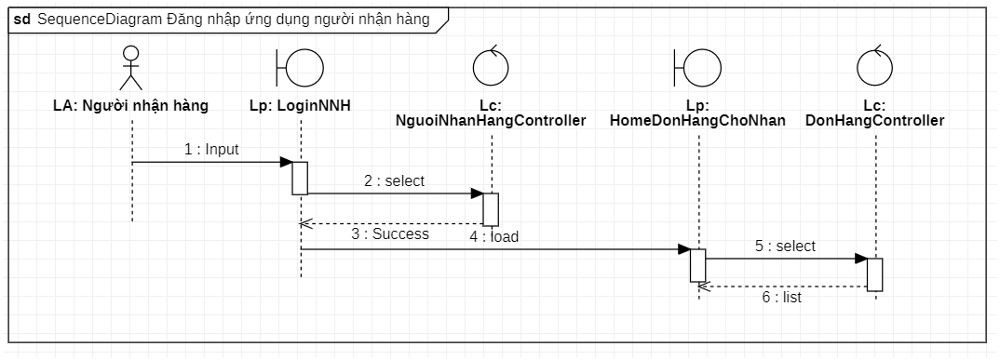 sd SequenceDiagram Đăng nhập ứng dụng người nhận hàng
LA: Người nhận hàng
Lp: LoginNNH
Lc:
NguoiNhanHangController
Lp:
HomeDonHangChoNhan
Lc:
DonHangController
1 : Input
2 : select
3 : Success
4 : load
5 : select
6 : list